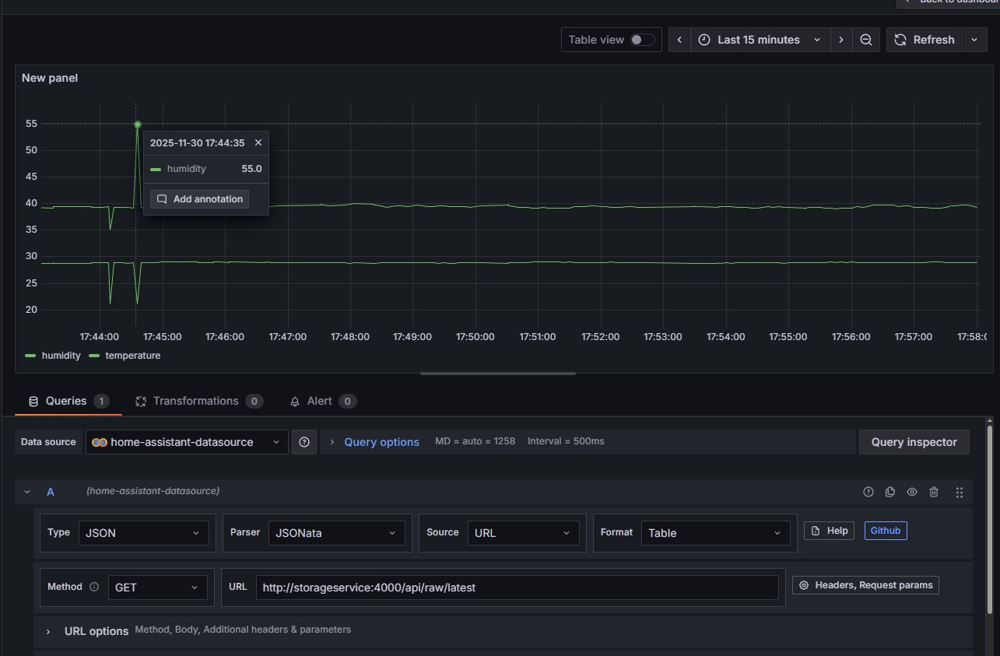 Back to dashboar
Table view
Last 15 minutes
Refresh
New panel
55
50
45
40
35
30
25
20
2025-11-30 17:44:35
humidity 55.0
Add annotation
17:44:00 17:45:00 17:46:00 17:47:00 17:48:00 17:49:00 17:50:00 17:51:00 17:52:00 17:53:00 17:54:00 17:55:00 17:56:00 17:57:00 17:58:0
humidity temperature
Queries 1 Transformations 0 Alert 0
Data source home-assistant-datasource Query options MD = auto = 1258 Interval = 500ms Query inspector
A (home-assistant-datasource)
Type JSON Parser JSONata Source URL Format Table Help Github
Method GET URL http://storageservice:4000/api/raw/latest Headers, Request params
URL options Method, Body, Additional headers & parameters